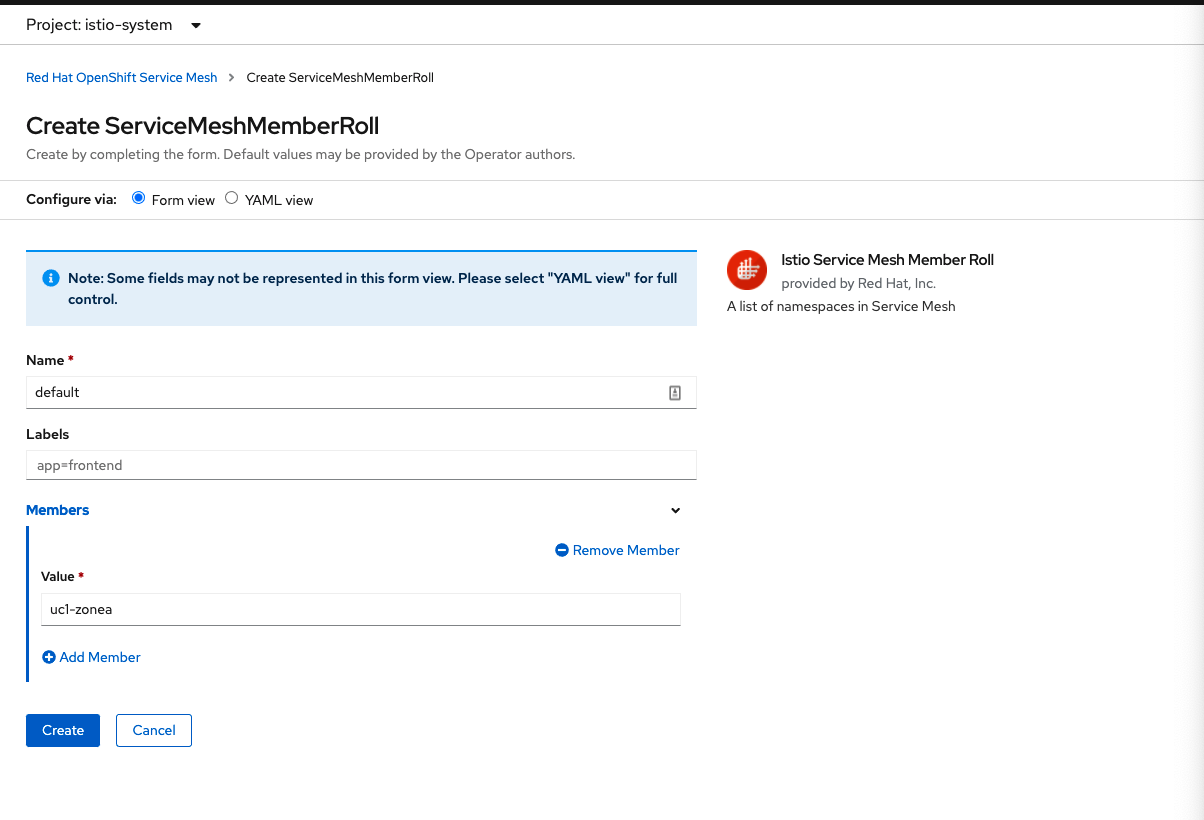 Project: istio-system
Red Hat OpenShift Service Mesh > Create ServiceMeshMemberRoll
Create ServiceMeshMemberRoll
Create by completing the form. Default values may be provided by the Operator authors.
Configure via: Form view YAML view
Note: Some fields may not be represented in this form view. Please select "YAML view" for full
control.
Istio Service Mesh Member Roll
provided by Red Hat, Inc.
A list of namespaces in Service Mesh
Name *
default
Labels
app=frontend
Members
Remove Member
Value *
uc1-zonea
Add Member
Create Cancel